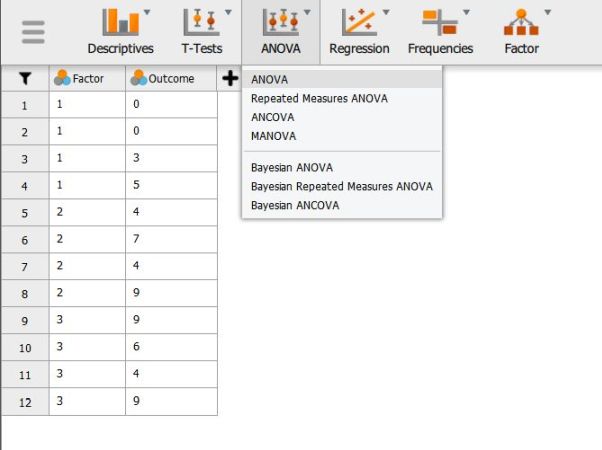 Descriptives T-Tests ANOVA Regression Frequencies Factor
Factor Outcome
ANOVA
Repeated Measures ANOVA
ANCOVA
MANOVA
Bayesian ANOVA
Bayesian Repeated Measures ANOVA
Bayesian ANCOVA
1 1 0
2 1 0
3 1 3
4 1 5
5 2 4
6 2 7
7 2 4
8 2 9
9 3 9
10 3 6
11 3 4
12 3 9